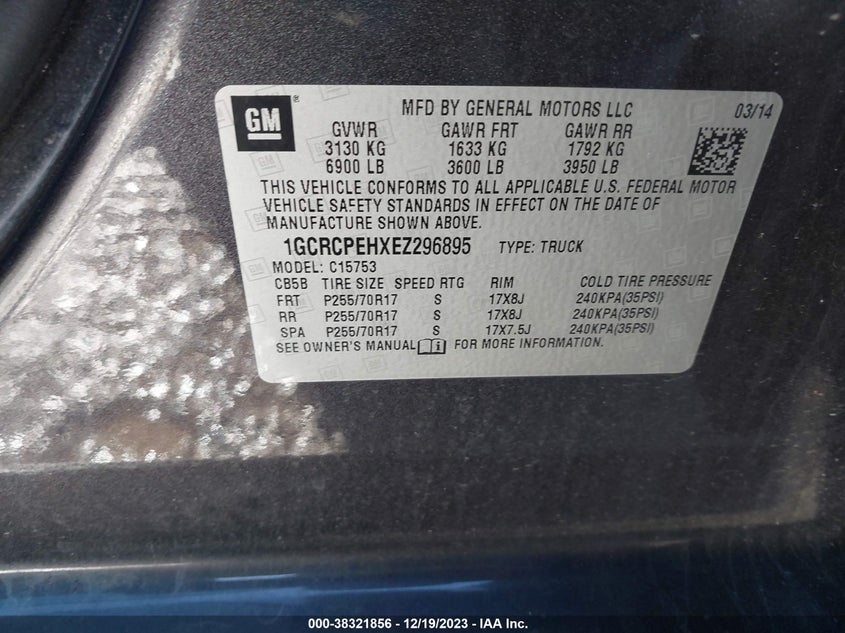 GM ®
MFD BY GENERAL MOTORS LLC 03/14
GVWR GAWR FRT GAWR RR
3130 KG 1633 KG 1792 KG
6900 LB 3600 LB 3950 LB
THIS VEHICLE CONFORMS TO ALL APPLICABLE U.S. FEDERAL MOTOR
VEHICLE SAFETY STANDARDS IN EFFECT ON THE DATE OF
MANUFACTURE SHOWN ABOVE.
1GCRCPEHXEZ296895 TYPE: TRUCK
MODEL: C15753
CB5B TIRE SIZE SPEED RTG RIM COLD TIRE PRESSURE
FRT P255/70R17 S 17X8J 240KPA(35PSI)
RR P255/70R17 S 17X8J 240KPA(35PSI)
SPA P255/70R17 S 17X7.5J 240KPA(35PSI)
SEE OWNER'S MANUAL FOR MORE INFORMATION.
000-38321856 - 12/19/2023 - IAA Inc.